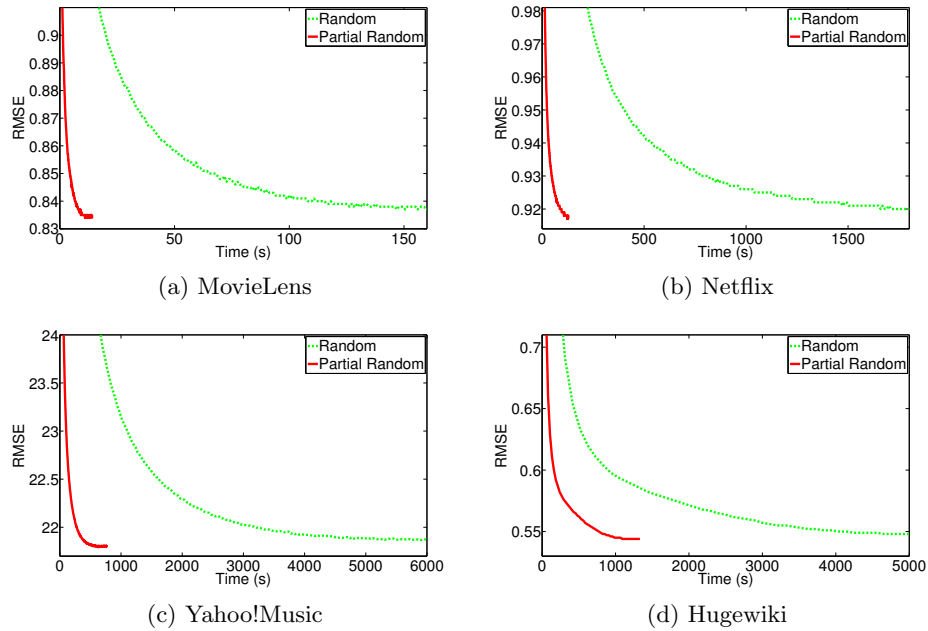 Random
Partial Random
0.9
0.89
0.88
0.87
0.86
0.85
0.84
0.83
RMSE
0 50 100 150
Time (s)
(a) MovieLens
Random
Partial Random
0.98
0.97
0.96
0.95
0.94
0.93
0.92
RMSE
0 500 1000 1500
Time (s)
(b) Netflix
Random
Partial Random
24
23.5
23
22.5
22
RMSE
0 1000 2000 3000 4000 5000 6000
Time (s)
(c) Yahoo!Music
Random
Partial Random
0.7
0.65
0.6
0.55
RMSE
0 1000 2000 3000 4000 5000
Time (s)
(d) Hugewiki